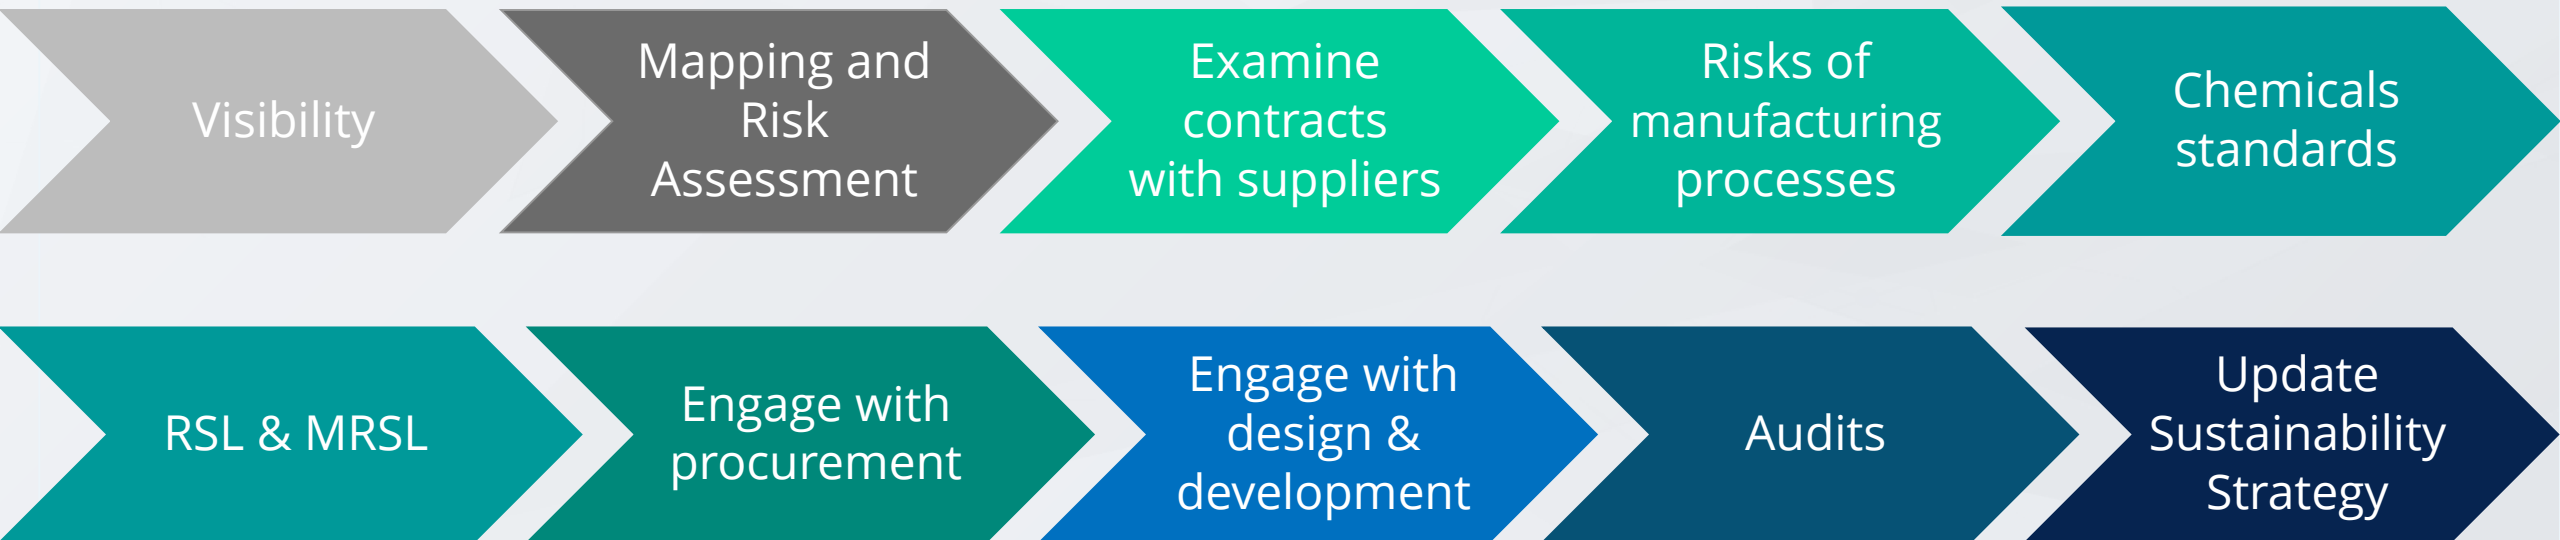 Visibility
Mapping and
Risk
Assessment
Examine
contracts
with suppliers
Risks of
manufacturing
processes
Chemicals
standards
RSL & MRSL
Engage with
procurement
Engage with
design &
development
Audits
Update
Sustainability
Strategy